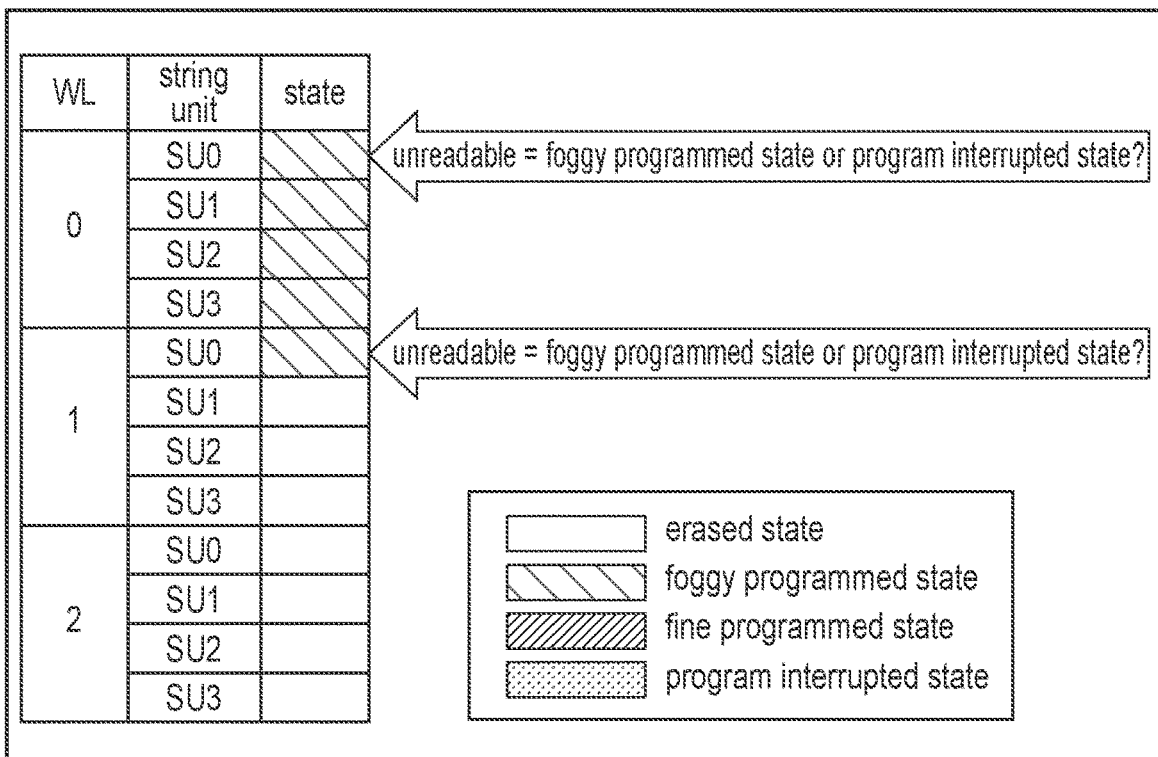 WL string unit state
0 SU0 unreadable = foggy programmed state or program interrupted state?
SU1
SU2
SU3
1 SU0 unreadable = foggy programmed state or program interrupted state?
SU1
SU2
SU3
2 SU0
SU1
SU2
SU3
erased state
foggy programmed state
fine programmed state
program interrupted state